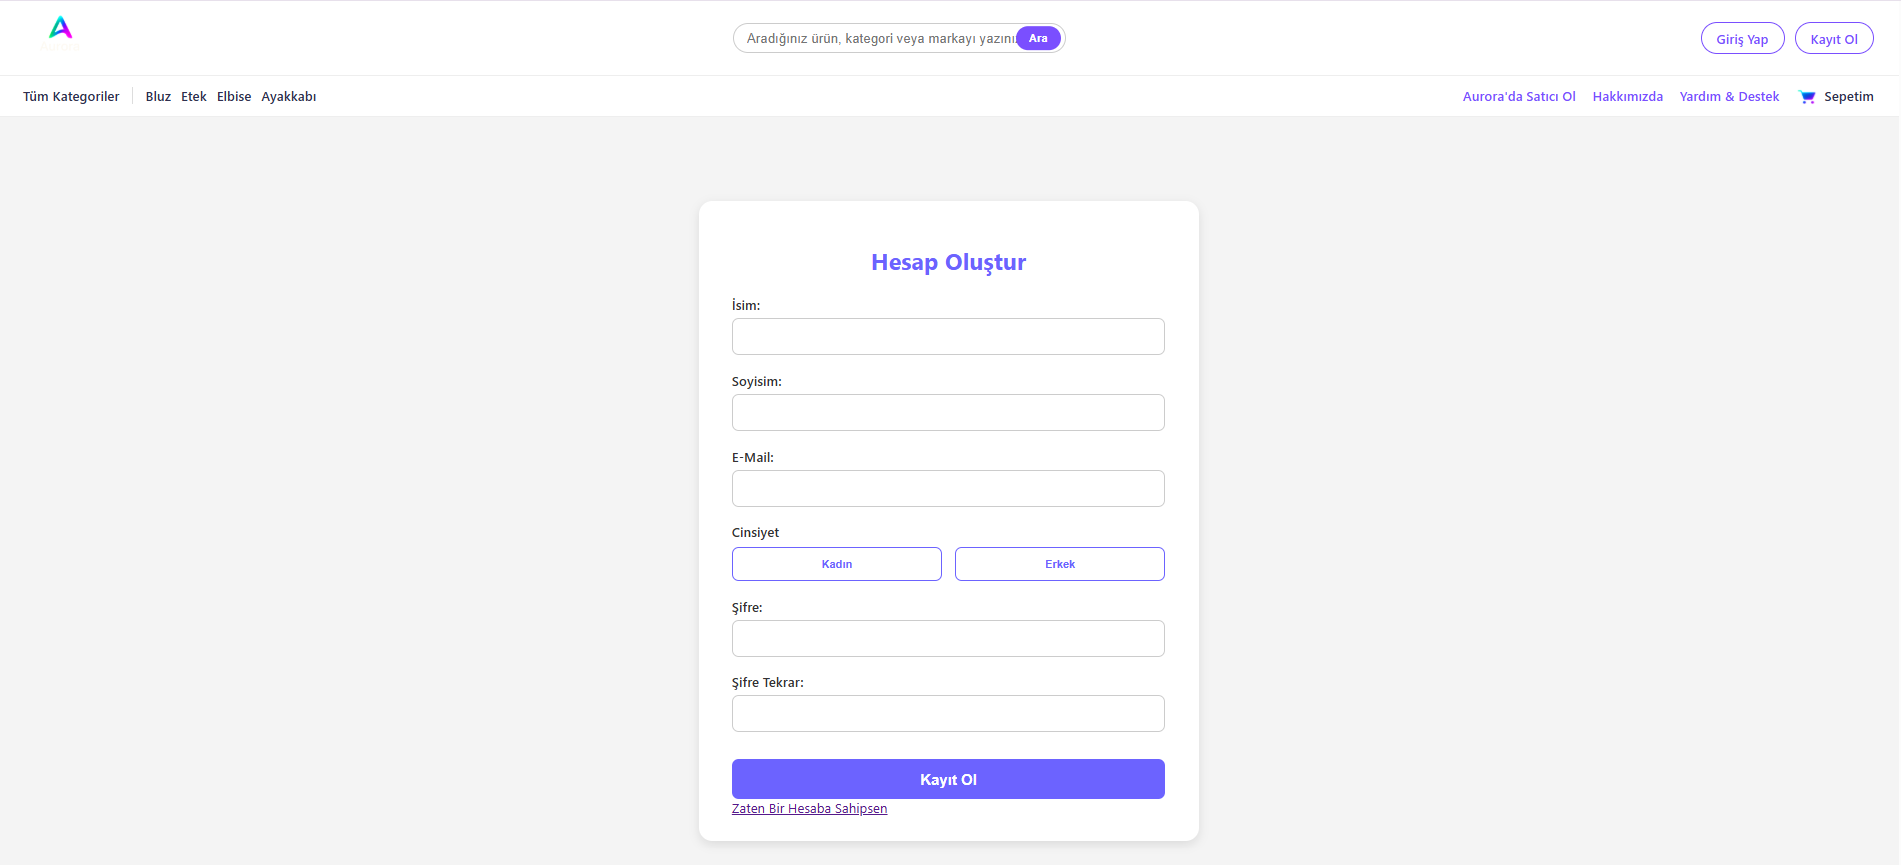 Aradığınız ürün, kategori veya markayı yazını
Ara
Giriş Yap
Kayıt Ol
Tüm Kategoriler
Bluz
Etek
Elbise
Ayakkabı
Aurora'da Satıcı Ol
Hakkımızda
Yardım & Destek
Sepetim
Hesap Oluştur
İsim:
Soyisim:
E-Mail:
Cinsiyet
Kadın
Erkek
Şifre:
Şifre Tekrar:
Kayıt Ol
Zaten Bir Hesaba Sahipsen